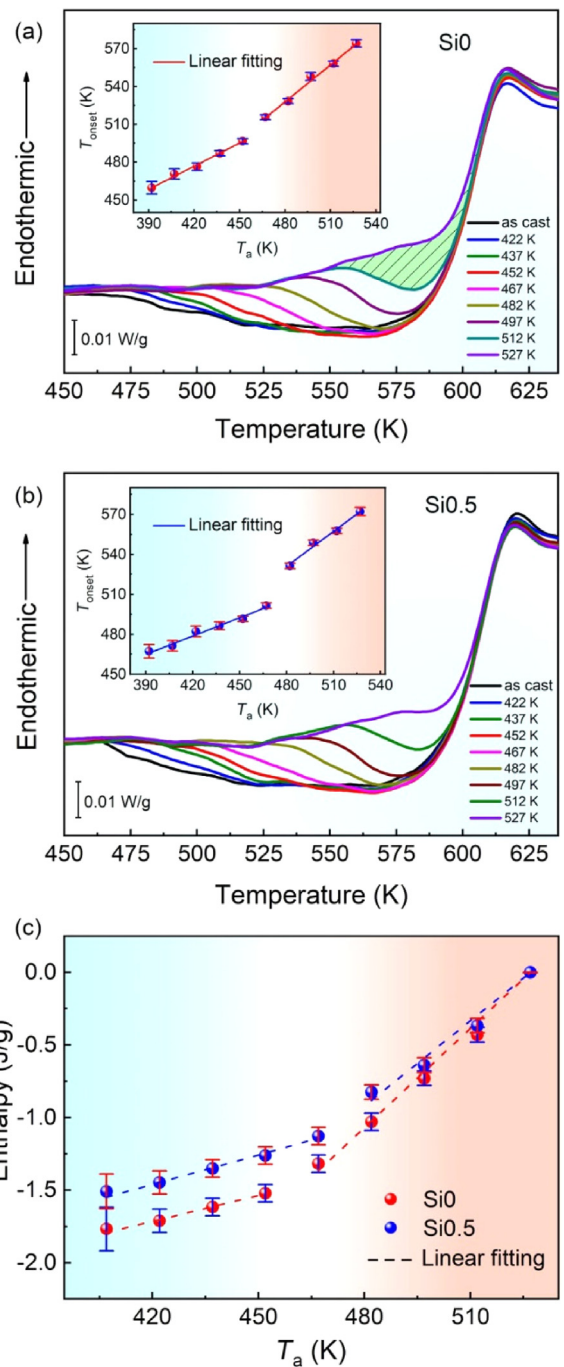 (a)
Si0
Endothermic
Linear fitting
Tonset (K)
570
540
510
480
450
390 420 450 480 510 540
Ta (K)
as cast
422 K
437 K
452 K
467 K
482 K
497 K
512 K
527 K
0.01 W/g
450 475 500 525 550 575 600 625
Temperature (K)
(b)
Si0.5
Endothermic
Linear fitting
Tonset (K)
600
570
540
510
480
450
390 420 450 480 510 540
Ta (K)
as cast
422 K
437 K
452 K
467 K
482 K
497 K
512 K
527 K
0.01 W/g
450 475 500 525 550 575 600 625
Temperature (K)
(c)
Enthalpy (J/g)
0.0
-0.5
-1.0
-1.5
-2.0
Si0
Si0.5
Linear fitting
420 450 480 510
Ta (K)